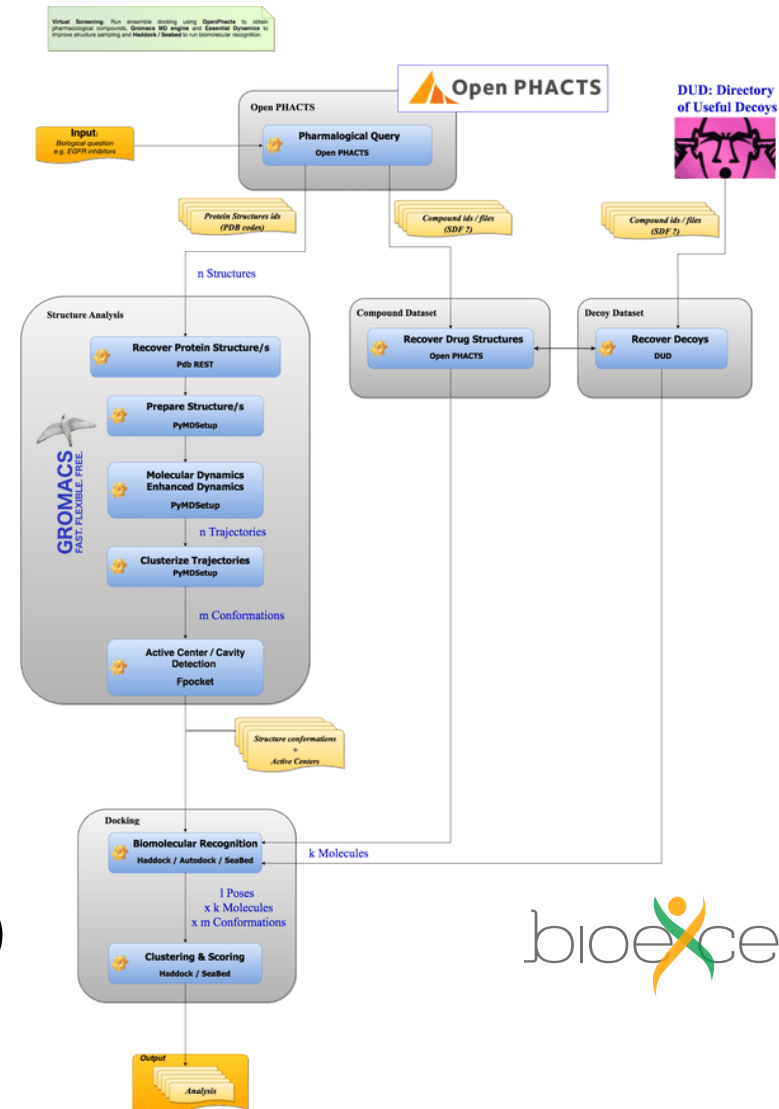 Virtual Screening: Run ensemble docking using OpenPhacts to obtain
pharmacological compounds, Gromacs MD engine and Essential Dynamics to
improve structure sampling and Haddock / Seabed to run biomolecular recognition.
Open PHACTS
DUD: Directory
of Useful Decoys
Open PHACTS
Input:
Biological question
e.g. EGFR inhibitors
Pharmalogical Query
Open PHACTS
Protein Structures ids
(PDB codes)
Compound ids / files
(SDF ?)
Compound ids / files
(SDF ?)
n Structures
Structure Analysis
Compound Dataset
Decoy Dataset
Recover Protein Structure/s
Pdb REST
Recover Drug Structures
Open PHACTS
Recover Decoys
DUD
Prepare Structure/s
PyMDSetup
GROMACS
FAST. FLEXIBLE. FREE.
Molecular Dynamics
Enhanced Dynamics
PyMDSetup
n Trajectories
Clusterize Trajectories
PyMDSetup
m Conformations
Active Center / Cavity
Detection
Fpocket
Structure conformations
+
Active Centers
Docking
Biomolecular Recognition
Haddock / Autodock / SeaBed
k Molecules
l Poses
x k Molecules
x m Conformations
)
bioexce
Clustering & Scoring
Haddock / SeaBed
Output
Analysis